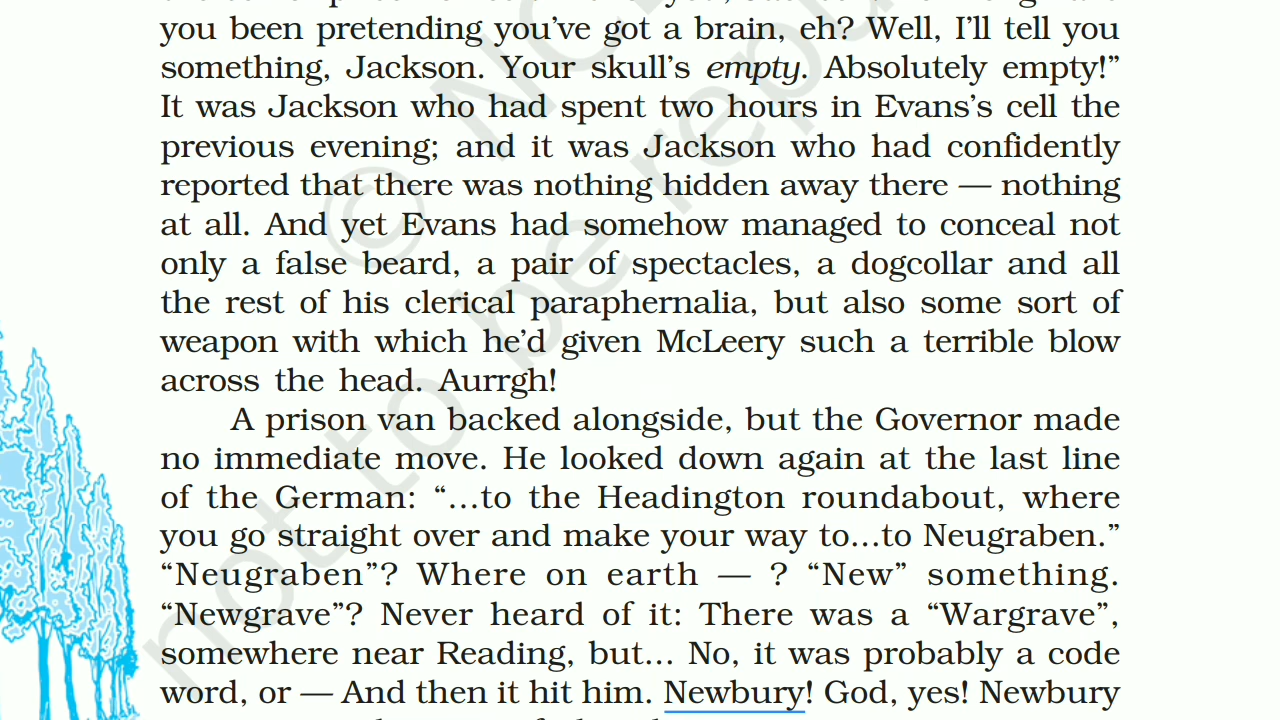 you been pretending you’ve got a brain, eh? Well, I’ll tell you
something, Jackson. Your skull’s empty. Absolutely empty!”
It was Jackson who had spent two hours in Evans’s cell the
previous evening; and it was Jackson who had confidently
reported that there was nothing hidden away there — nothing
at all. And yet Evans had somehow managed to conceal not
only a false beard, a pair of spectacles, a dogcollar and all
the rest of his clerical paraphernalia, but also some sort of
weapon with which he’d given McLeery such a terrible blow
across the head. Aurrgh!
A prison van backed alongside, but the Governor made
no immediate move. He looked down again at the last line
of the German: “…to the Headington roundabout, where
you go straight over and make your way to…to Neugraben.”
“Neugraben”? Where on earth — ? “New” something.
“Newgrave”? Never heard of it: There was a “Wargrave”,
somewhere near Reading, but… No, it was probably a code
word, or — And then it hit him. Newbury! God, yes! Newbury
© NC
not to be repu